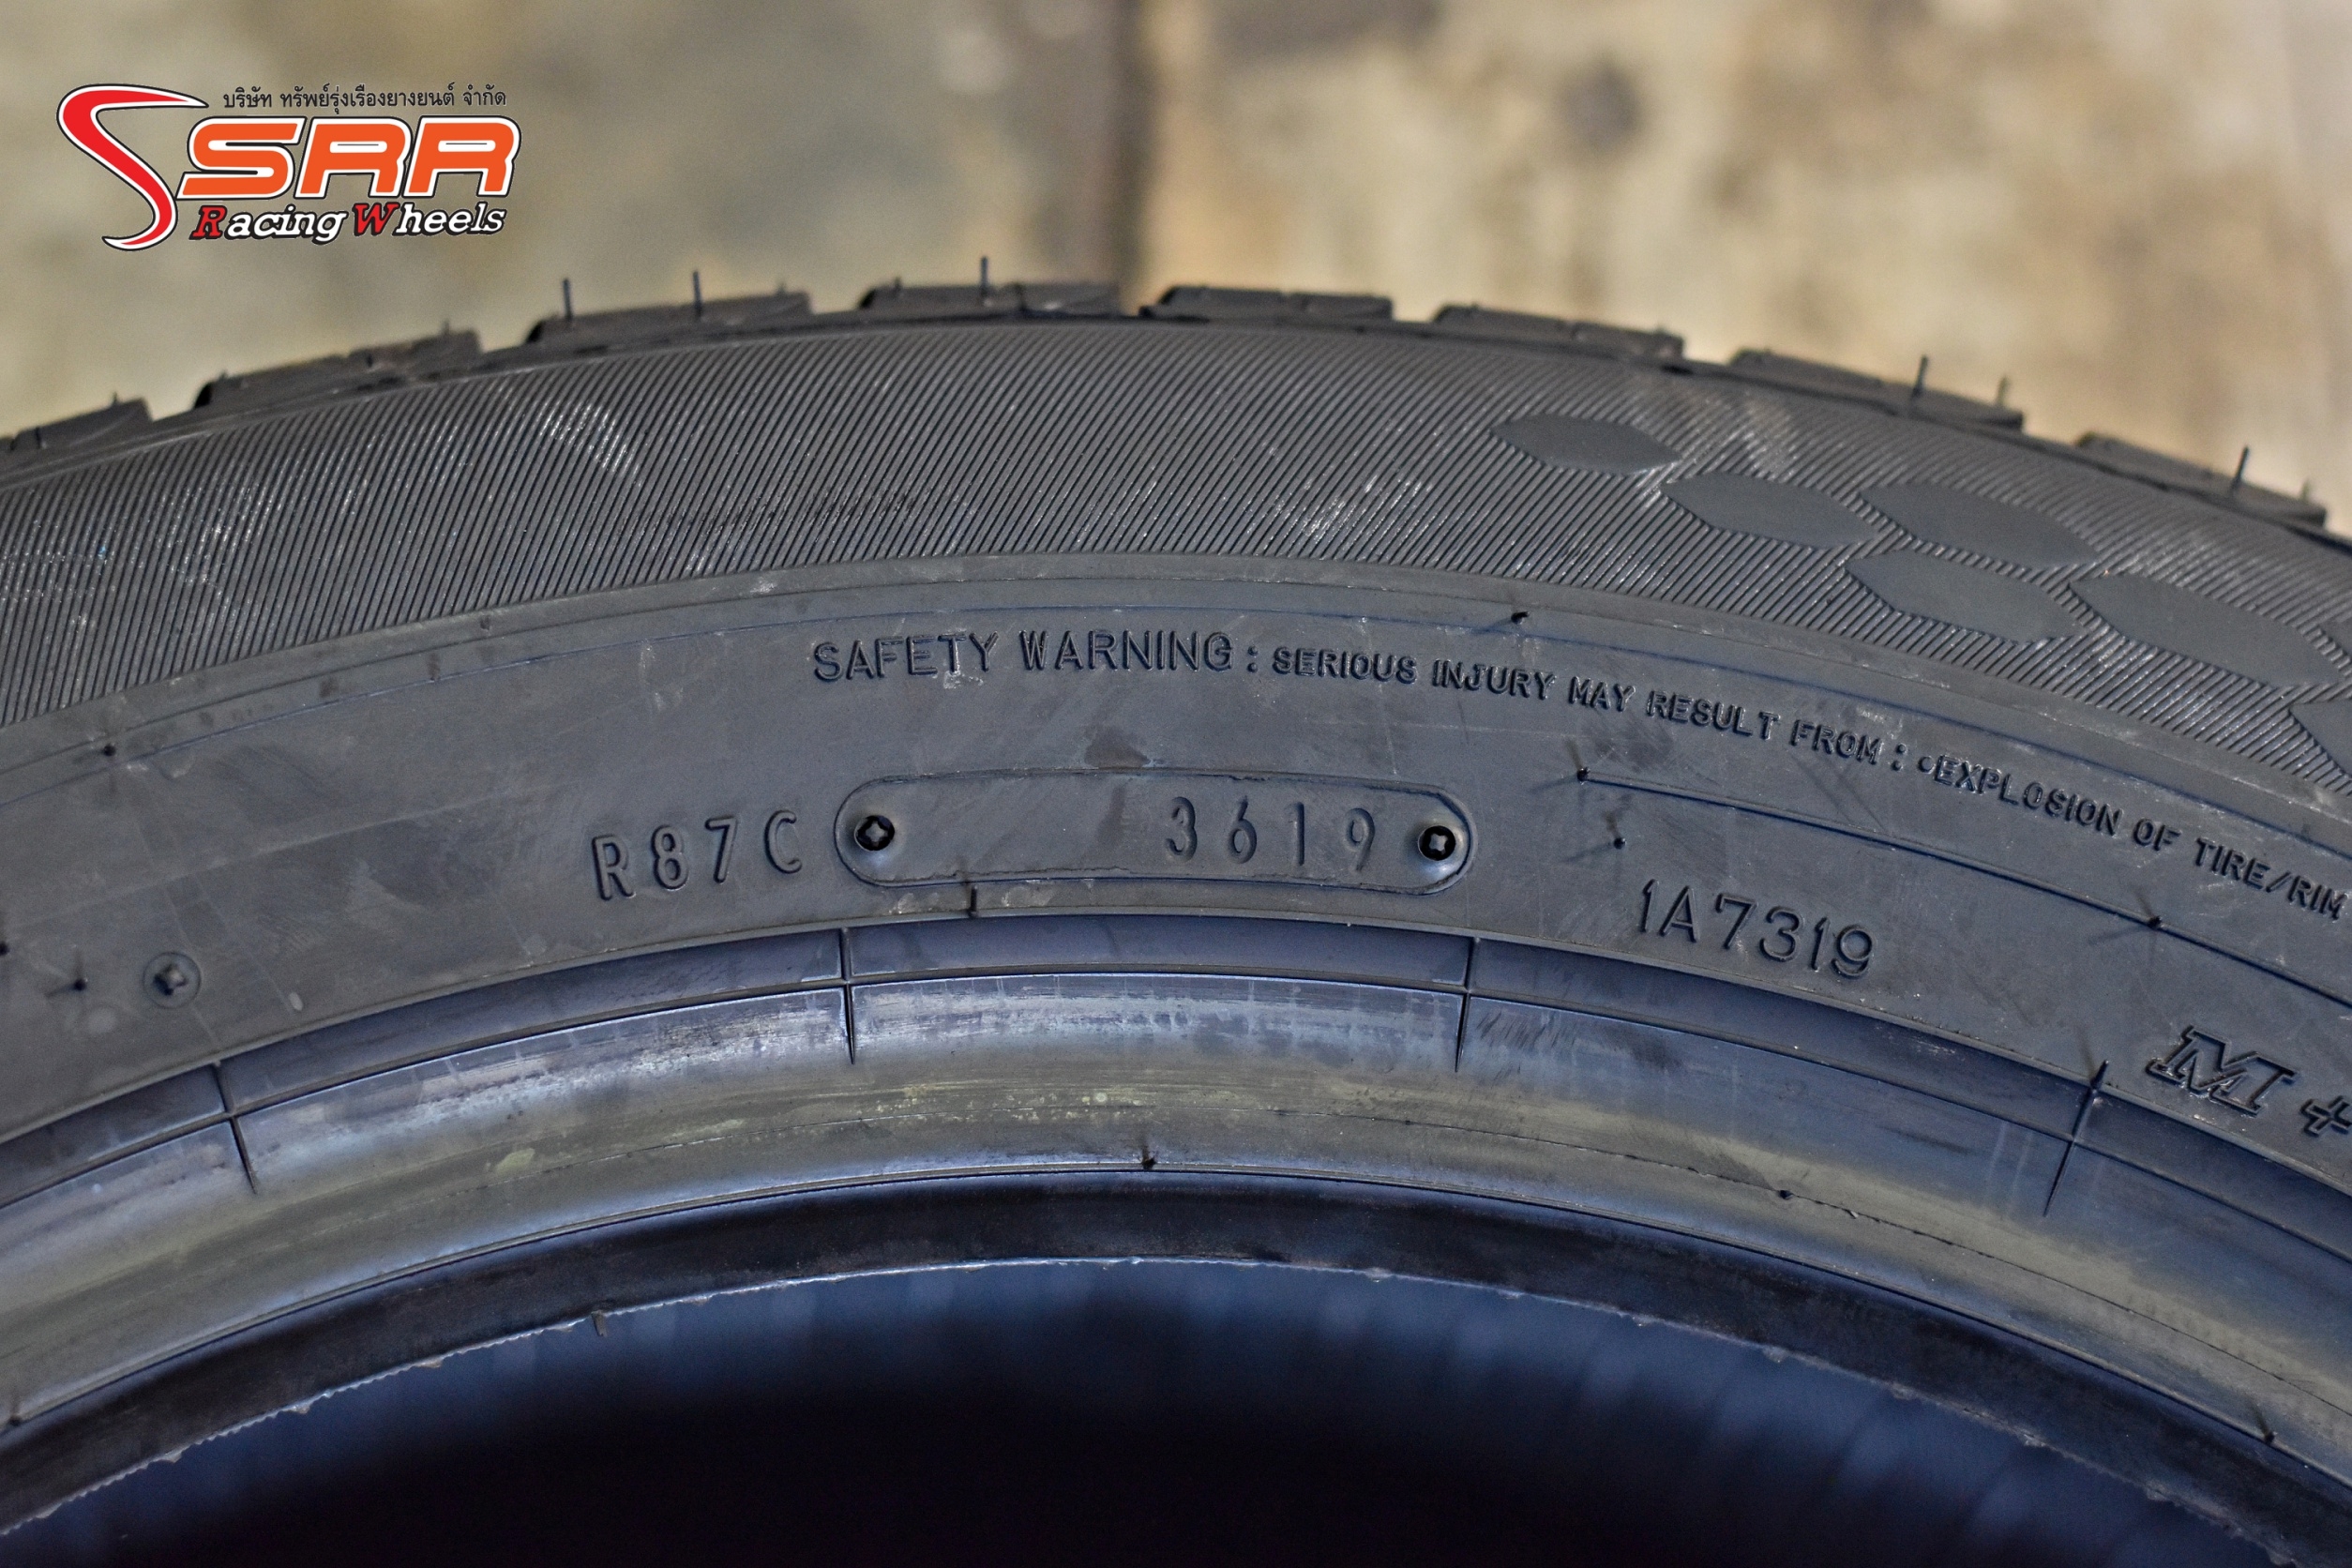 บริษัท ทรัพย์รุ่งเรืองยางยนต์ จำกัด
SRR
Racing Wheels
SAFETY WARNING : SERIOUS INJURY MAY RESULT FROM : •EXPLOSION OF TIRE/RIM
R87C 3619
1A7319
M +